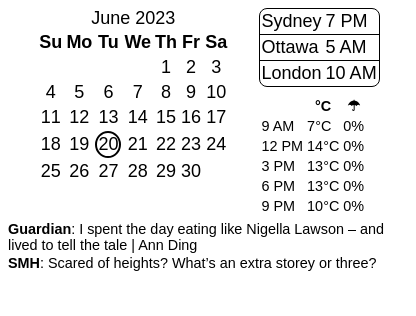 June 2023
Su Mo Tu We Th Fr Sa
1 2 3
4 5 6 7 8 9 10
11 12 13 14 15 16 17
18 19 20 21 22 23 24
25 26 27 28 29 30
Sydney 7 PM
Ottawa 5 AM
London 10 AM
°C ☂
9 AM 7°C 0%
12 PM 14°C 0%
3 PM 13°C 0%
6 PM 13°C 0%
9 PM 10°C 0%
Guardian: I spent the day eating like Nigella Lawson – and
lived to tell the tale | Ann Ding
SMH: Scared of heights? What’s an extra storey or three?